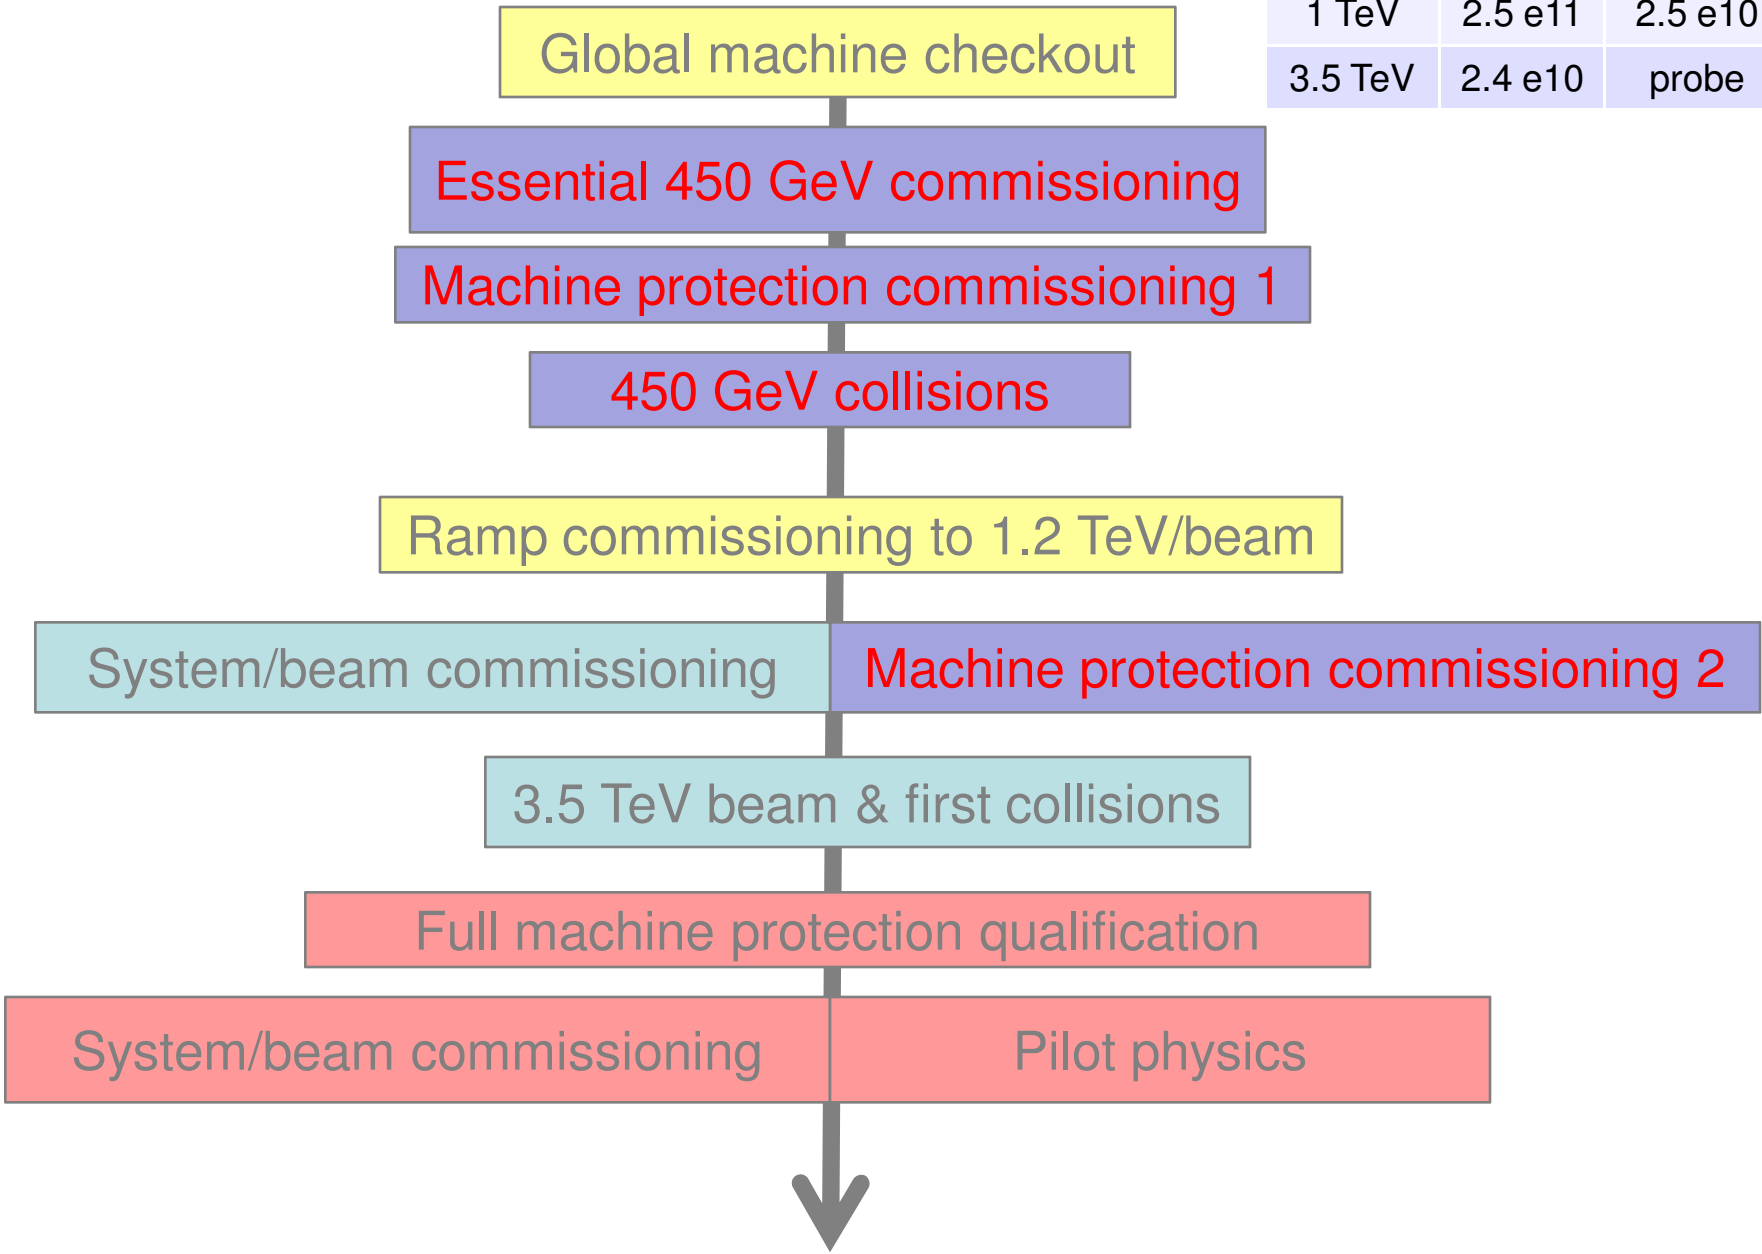 1 TeV 2.5 e11 2.5 e10
3.5 TeV 2.4 e10 probe
Global machine checkout
Essential 450 GeV commissioning
Machine protection commissioning 1
450 GeV collisions
Ramp commissioning to 1.2 TeV/beam
System/beam commissioning Machine protection commissioning 2
3.5 TeV beam & first collisions
Full machine protection qualification
System/beam commissioning Pilot physics